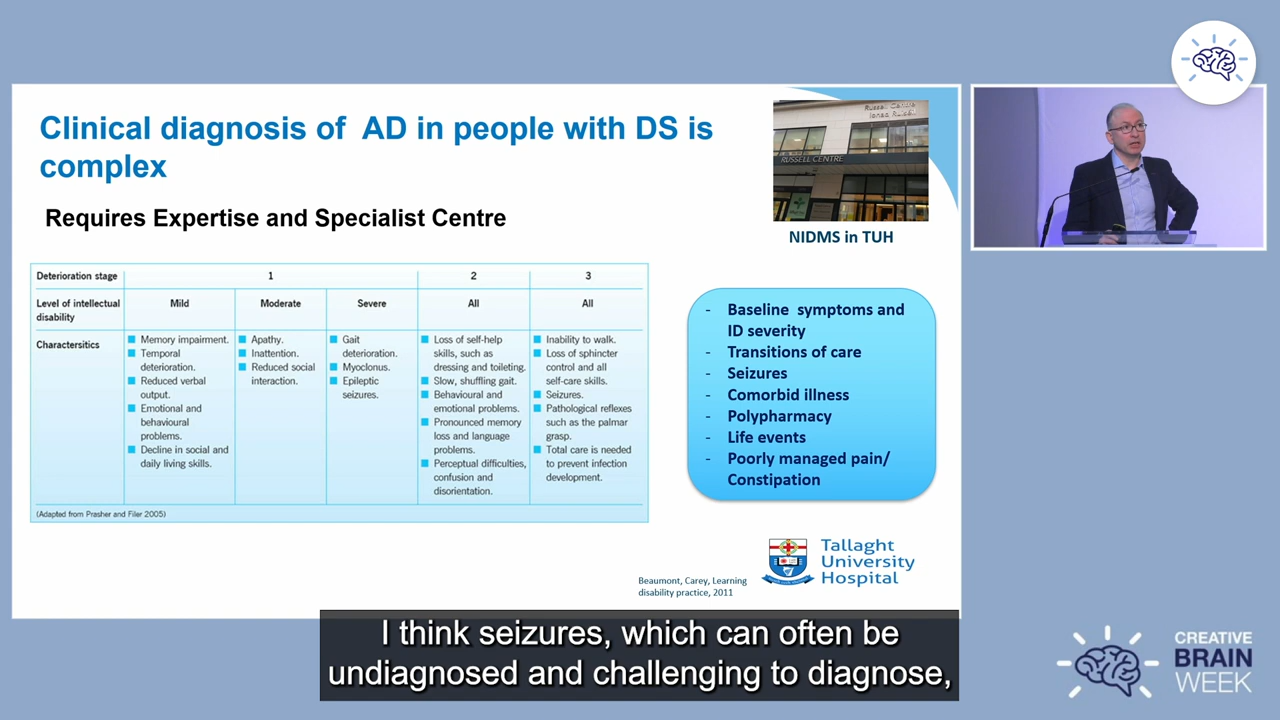 Clinical diagnosis of AD in people with DS is
complex
Requires Expertise and Specialist Centre
Russell Centre
RUSSELL CENTRE
NIDMS in TUH
Deterioration stage
1
2
3
Level of intellectual
disability
Mild
Moderate
Severe
All
All
Characterisitics
Memory impairment.
Temporal
deterioration.
Reduced verbal
output.
Emotional and
behavioural
problems.
Decline in social and
daily living skills.
Apathy.
Inattention.
Reduced social
interaction.
Gait
deterioration.
Myoclonus.
Epileptic
seizures.
Loss of self-help
skills, such as
dressing and toileting.
Slow, shuffling gait.
Behavioural and
emotional problems.
Pronounced memory
loss and language
problems.
Perceptual difficulties,
confusion and
disorientation.
Inability to walk.
Loss of sphincter
control and all
self-care skills.
Seizures.
Pathological reflexes
such as the palmar
grasp.
Total care is needed
to prevent infection
development.
(Adapted from Prasher and Filer 2005)
- Baseline symptoms and
ID severity
- Transitions of care
- Seizures
- Comorbid illness
- Polypharmacy
- Life events
- Poorly managed pain/
Constipation
Beaumont, Carey, Learning
disability practice, 2011
Tallaght
University
Hospital
I think seizures, which can often be
undiagnosed and challenging to diagnose,
CREATIVE
BRAIN
WEEK